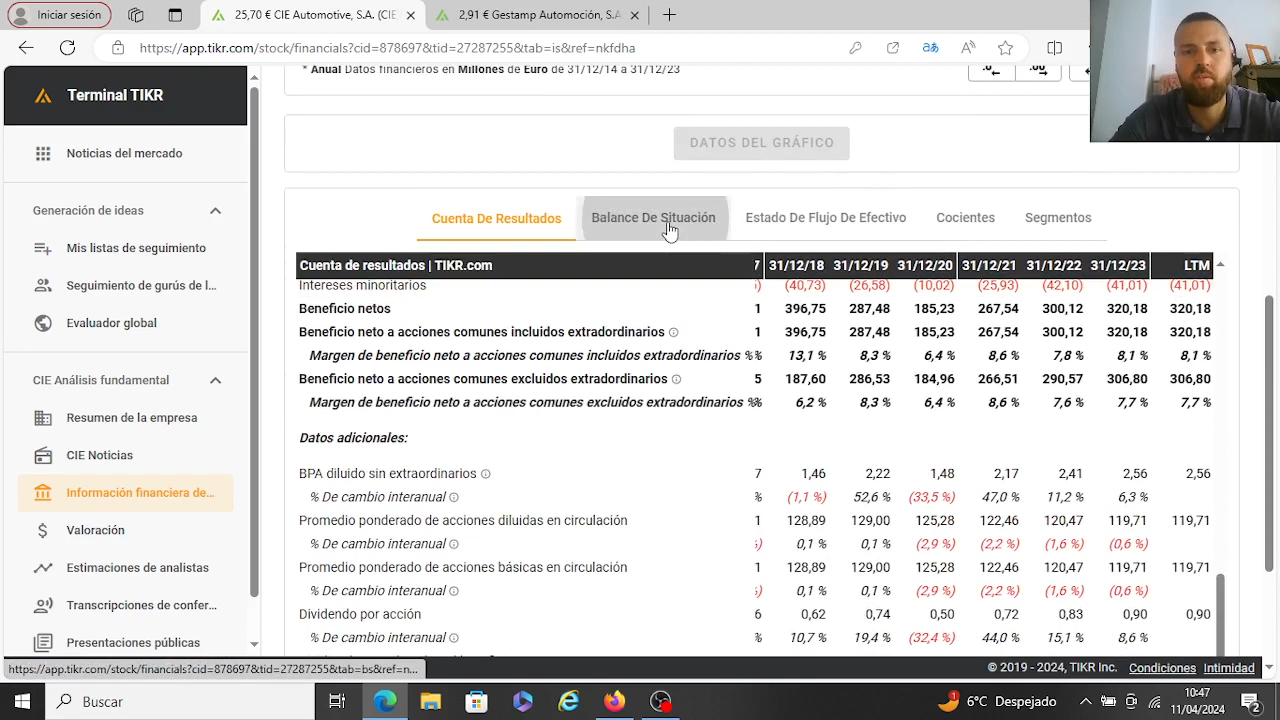 Iniciar sesión
25,70 € CIE Automotive, S.A. (CIE
2,91 € Gestamp Automoción, S.A.
https://app.tikr.com/stock/financials?cid=878697&tid=27287255&tab=is&ref=nkfdha
Terminal TIKR
Noticias del mercado
Generación de ideas
Mis listas de seguimiento
Seguimiento de gurús de l...
Evaluador global
CIE Análisis fundamental
Resumen de la empresa
CIE Noticias
Información financiera de...
Valoración
Estimaciones de analistas
Transcripciones de confer...
Presentaciones públicas
* Anual Datos financieros en Millones de Euro de 31/12/14 a 31/12/23
DATOS DEL GRÁFICO
Cuenta De Resultados Balance De Situación Estado De Flujo De Efectivo Cocientes Segmentos
Cuenta de resultados | TIKR.com 7 31/12/18 31/12/19 31/12/20 31/12/21 31/12/22 31/12/23 LTM
Intereses minoritarios ) (40,73) (26,58) (10,02) (25,93) (42,10) (41,01) (41,01)
Beneficio netos 1 396,75 287,48 185,23 267,54 300,12 320,18 320,18
Beneficio neto a acciones comunes incluidos extradordinarios 1 396,75 287,48 185,23 267,54 300,12 320,18 320,18
Margen de beneficio neto a acciones comunes incluidos extradordinarios % % 13,1 % 8,3 % 6,4 % 8,6 % 7,8 % 8,1 % 8,1 %
Beneficio neto a acciones comunes excluidos extradordinarios 5 187,60 286,53 184,96 266,51 290,57 306,80 306,80
Margen de beneficio neto a acciones comunes excluidos extradordinarios % % 6,2 % 8,3 % 6,4 % 8,6 % 7,6 % 7,7 % 7,7 %
Datos adicionales:
BPA diluido sin extraordinarios 7 1,46 2,22 1,48 2,17 2,41 2,56 2,56
% De cambio interanual % (1,1 %) 52,6 % (33,5 %) 47,0 % 11,2 % 6,3 %
Promedio ponderado de acciones diluidas en circulación 1 128,89 129,00 125,28 122,46 120,47 119,71 119,71
% De cambio interanual ) 0,1 % 0,1 % (2,9 %) (2,2 %) (1,6 %) (0,6 %)
Promedio ponderado de acciones básicas en circulación 1 128,89 129,00 125,28 122,46 120,47 119,71 119,71
% De cambio interanual ) 0,1 % 0,1 % (2,9 %) (2,2 %) (1,6 %) (0,6 %)
Dividendo por acción 6 0,62 0,74 0,50 0,72 0,83 0,90 0,90
% De cambio interanual % 10,7 % 19,4 % (32,4 %) 44,0 % 15,1 % 8,6 %
https://app.tikr.com/stock/financials?cid=878697&tid=27287255&tab=bs&ref=n...
© 2019 - 2024, TIKR Inc. Condiciones Intimidad
Buscar
6°C Despejado
10:47
11/04/2024